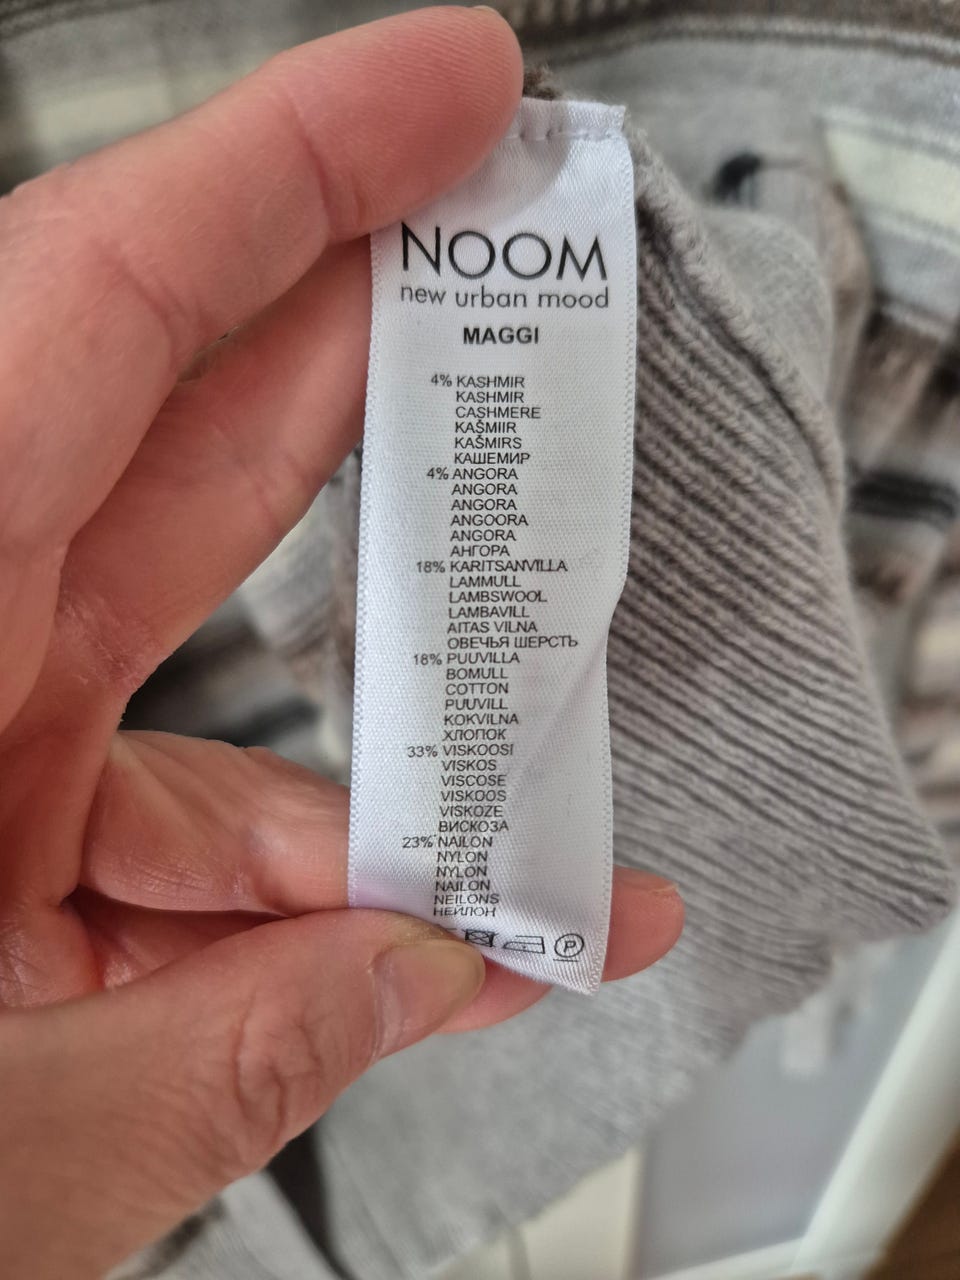 NOOM
new urban mood
MAGGI
4% KASHMIR
KASHMIR
CASHMERE
KAŠMIIR
KAŠMIRS
КАШЕМИР
4% ANGORA
ANGORA
ANGORA
ANGOORA
ANGORA
АНГОРА
18% KARITSANVILLA
LAMMULL
LAMBSWOOL
LAMBAVILL
AITAS VILNA
ОВЕЧЬЯ ШЕРСТЬ
18% PUUVILLA
BOMULL
COTTON
PUUVILL
KOKVILNA
ХЛОПОК
33% VISKOOSI
VISKOS
VISCOSE
VISKOOS
VISKOZE
ВИСКОЗА
23% NAILON
NYLON
NYLON
NAILON
NEILONS
НЕЙЛОН
P